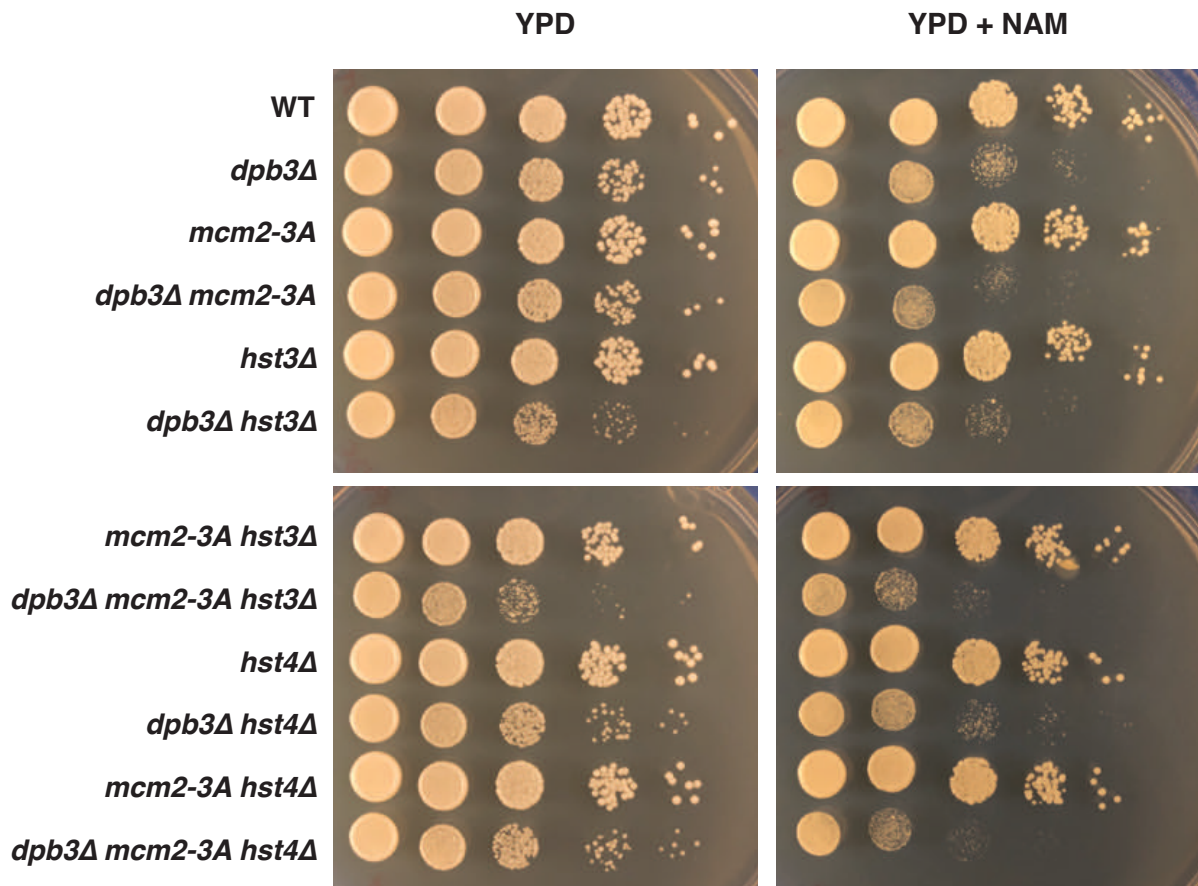 YPD
YPD + NAM
WT
dpb3Δ
mcm2-3A
dpb3Δ mcm2-3A
hst3Δ
dpb3Δ hst3Δ
mcm2-3A hst3Δ
dpb3Δ mcm2-3A hst3Δ
hst4Δ
dpb3Δ hst4Δ
mcm2-3A hst4Δ
dpb3Δ mcm2-3A hst4Δ